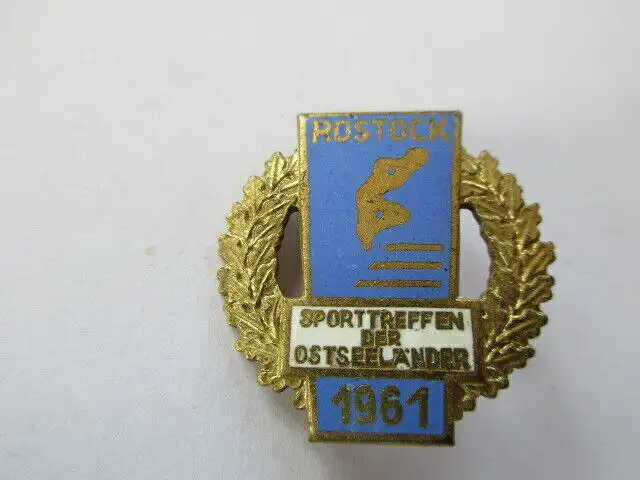 ROSTOCK
SPORTTREFFEN
DER
OSTSEELÄNDER
1961